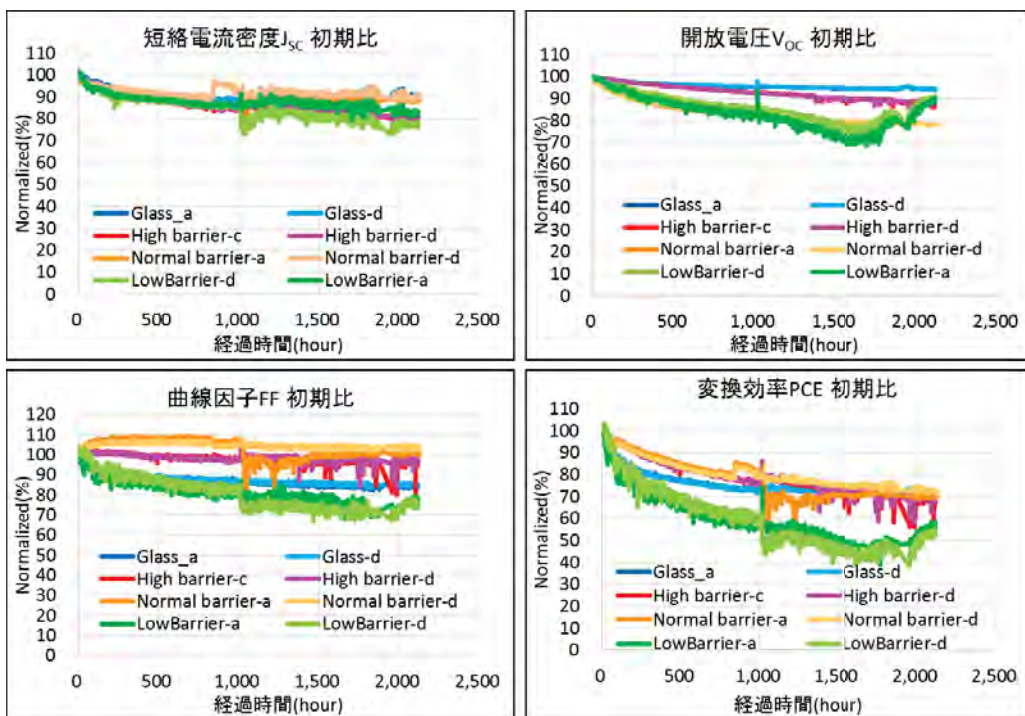 短絡電流密度JSC 初期比
110
100
90
80
70
60
50
40
30
20
10
0
Normalized(%)
Glass_a
Glass-d
High barrier-c
High barrier-d
Normal barrier-a
Normal barrier-d
LowBarrier-d
LowBarrier-a
0
500
1,000
1,500
2,000
2,500
経過時間(hour)
開放電圧VOC 初期比
110
100
90
80
70
60
50
40
30
20
10
0
Normalized(%)
Glass_a
Glass-d
High barrier-c
High barrier-d
Normal barrier-a
Normal barrier-d
LowBarrier-d
LowBarrier-a
0
500
1,000
1,500
2,000
2,500
経過時間(hour)
曲線因子FF 初期比
120
110
100
90
80
70
60
50
40
30
20
10
0
Normalized(%)
Glass_a
Glass-d
High barrier-c
High barrier-d
Normal barrier-a
Normal barrier-d
LowBarrier-a
LowBarrier-d
0
500
1,000
1,500
2,000
2,500
経過時間(hour)
変換効率PCE 初期比
110
100
90
80
70
60
50
40
30
20
10
0
Normalized(%)
Glass_a
Glass-d
High barrier-c
High barrier-d
Normal barrier-a
Normal barrier-d
LowBarrier-a
LowBarrier-d
0
500
1,000
1,500
2,000
2,500
経過時間(hour)